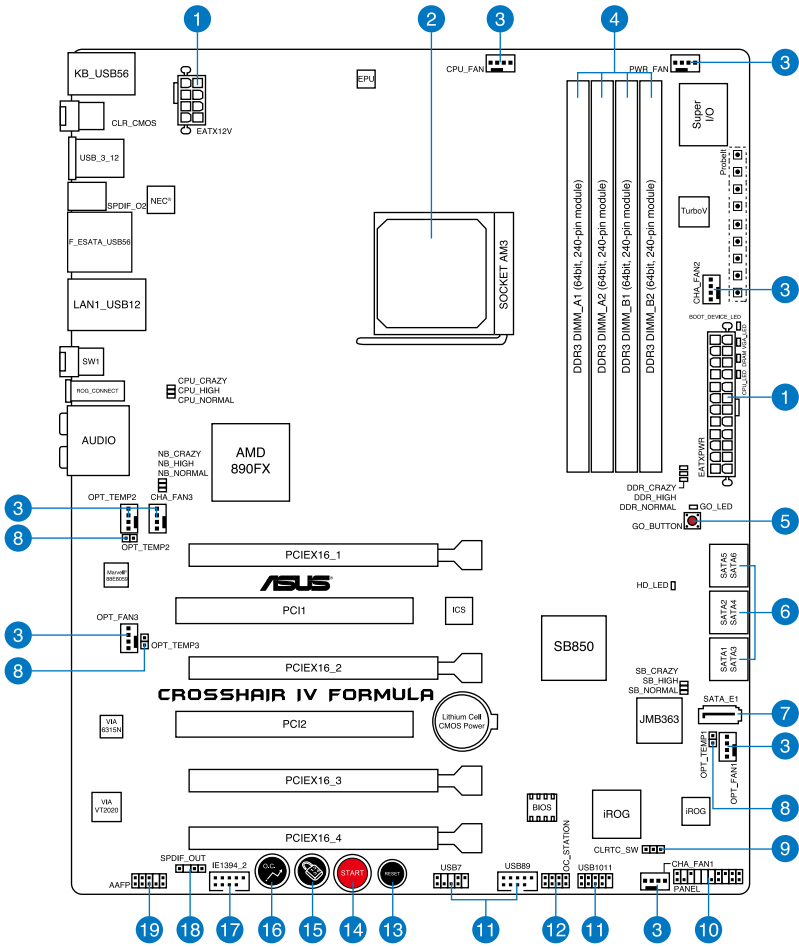 1
2
3
4
3
KB_USB56
CPU_FAN
PWR_FAN
EPU
CLR_CMOS
EATX12V
Super
I/O
USB_3_12
ProbeIt
SPDIF_O2
NEC®
TurboV
F_ESATA_USB56
SOCKET AM3
DDR3 DIMM_A1 (64bit, 240-pin module)
DDR3 DIMM_A2 (64bit, 240-pin module)
DDR3 DIMM_B1 (64bit, 240-pin module)
DDR3 DIMM_B2 (64bit, 240-pin module)
CHA_FAN2
3
LAN1_USB12
BOOT_DEVICE_LED
VGA_LED
DRAM
CPU_LED
SW1
ROG_CONNECT
CPU_CRAZY
CPU_HIGH
CPU_NORMAL
1
AUDIO
AMD
890FX
NB_CRAZY
NB_HIGH
NB_NORMAL
EATXPWR
DDR_CRAZY
DDR_HIGH
DDR_NORMAL
OPT_TEMP2
CHA_FAN3
3
GO_LED
GO_BUTTON
5
8
OPT_TEMP2
PCIEX16_1
SATA5
SATA6
Marvell®
88E8059
ASUS
HD_LED
PCI1
ICS
SATA2
SATA4
6
OPT_FAN3
3
OPT_TEMP3
SB850
SATA1
SATA3
8
PCIEX16_2
SB_CRAZY
SB_HIGH
SB_NORMAL
CROSSHAIR IV FORMULA
SATA_E1
7
VIA
6315N
PCI2
Lithium Cell
CMOS Power
JMB363
OPT_TEMP1
OPT_FAN1
3
PCIEX16_3
8
VIA
VT2020
BIOS
iROG
iROG
PCIEX16_4
CLRTC_SW
9
SPDIF_OUT
IE1394_2
O.C.
START
RESET
USB7
USB89
OC_STATION
USB1011
CHA_FAN1
AAFP
PANEL
19
18
17
16
15
14
13
11
12
11
3
10